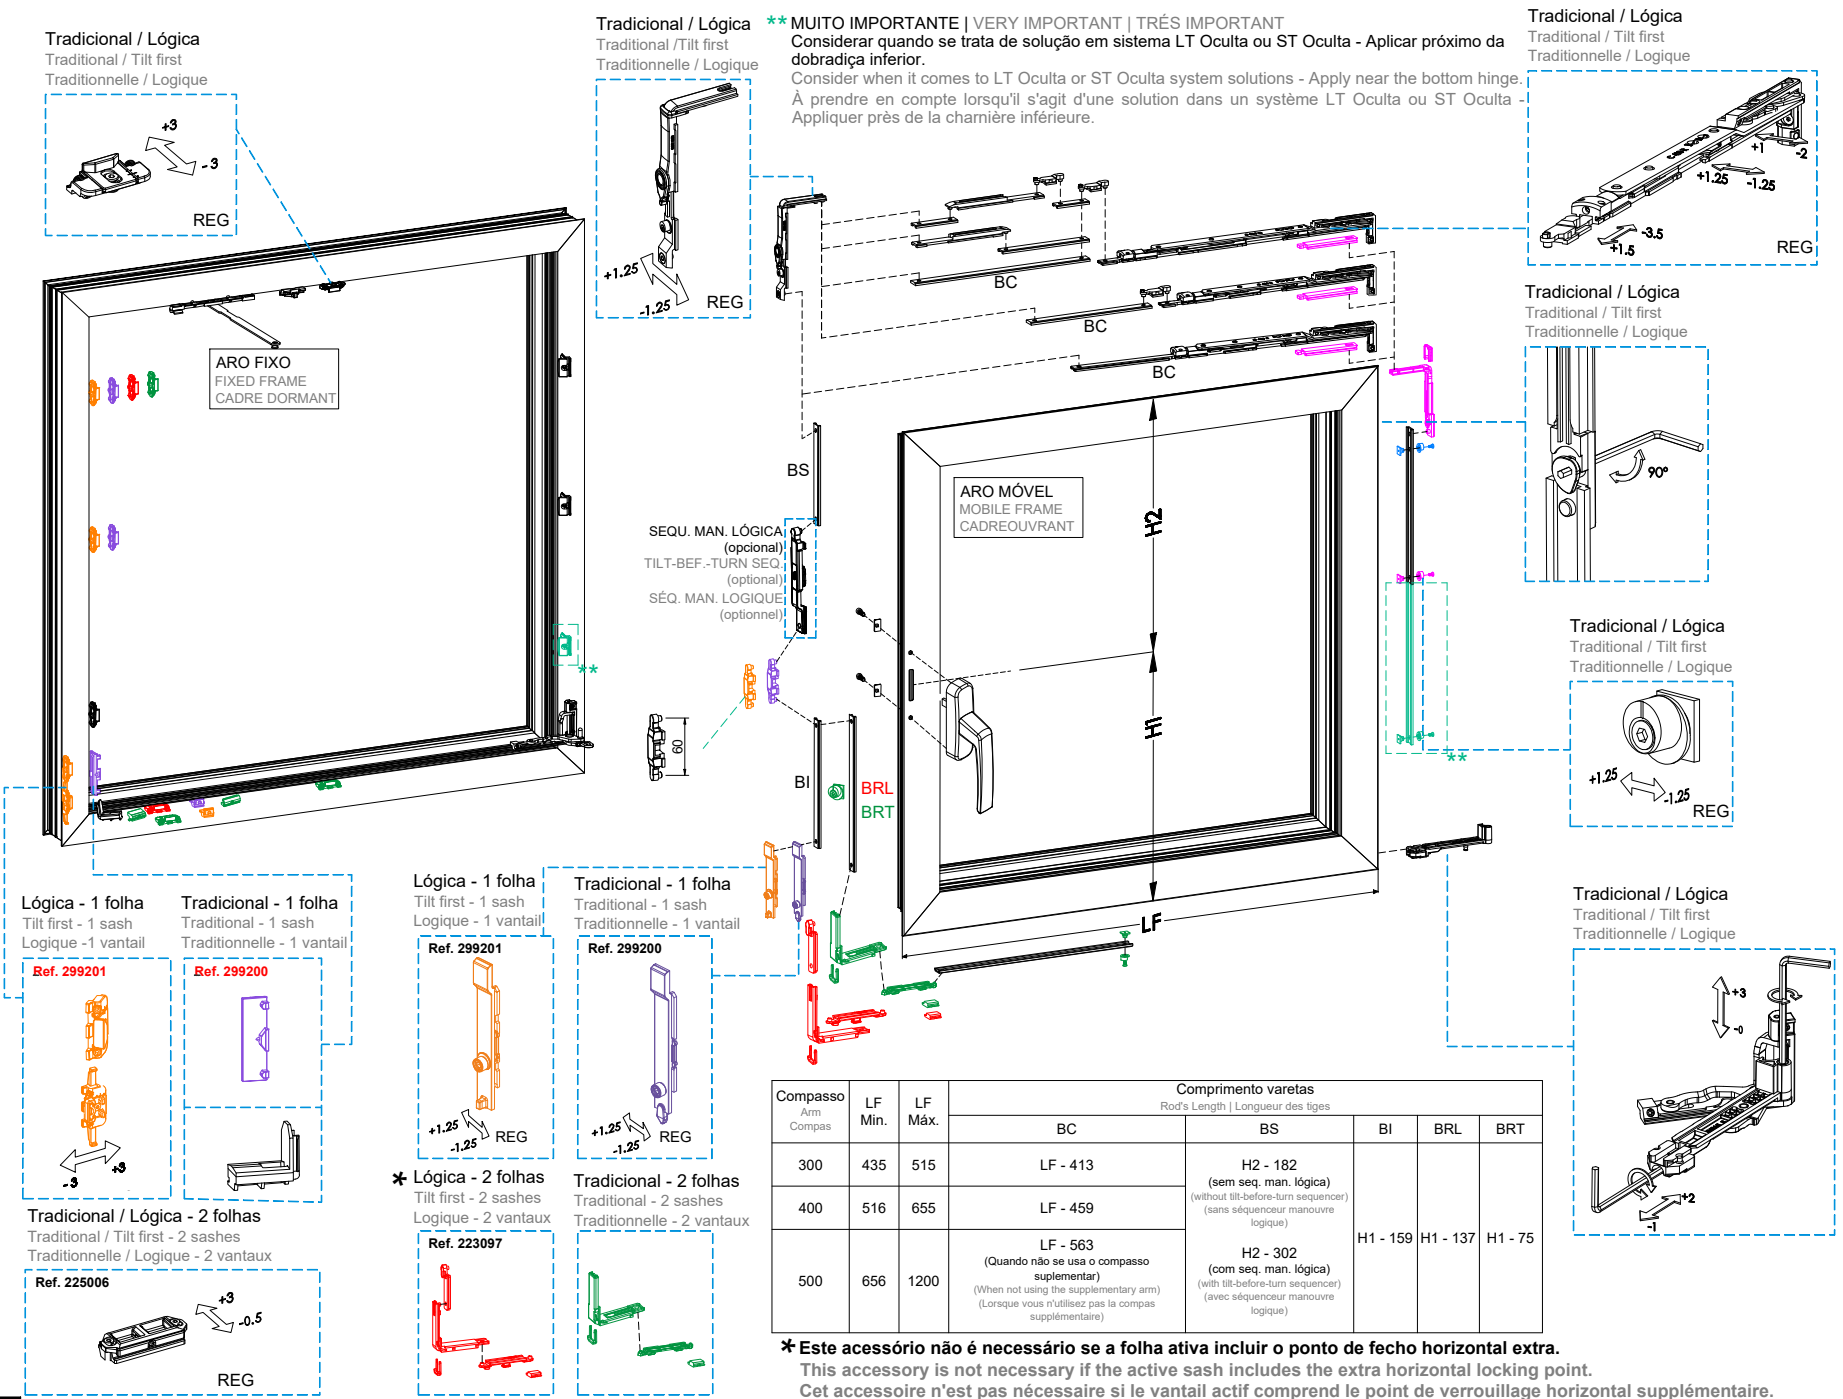 Tradicional / Lógica
Traditional / Tilt first
Traditionnelle / Logique
+3
- 3
REG
Tradicional / Lógica
Traditional /Tilt first
Traditionnelle / Logique
+1.25
-1.25
REG
** MUITO IMPORTANTE | VERY IMPORTANT | TRÉS IMPORTANT
Considerar quando se trata de solução em sistema LT Oculta ou ST Oculta - Aplicar próximo da
dobradiça inferior.
Consider when it comes to LT Oculta or ST Oculta system solutions - Apply near the bottom hinge.
À prendre en compte lorsqu'il s'agit d'une solution dans un système LT Oculta ou ST Oculta -
Appliquer près de la charnière inférieure.
Tradicional / Lógica
Traditional / Tilt first
Traditionnelle / Logique
+1
-2
+1.25
-1.25
-3.5
+1.5
REG
BC
BC
BC
Tradicional / Lógica
Traditional / Tilt first
Traditionnelle / Logique
90°
ARO FIXO
FIXED FRAME
CADRE DORMANT
BS
SEQU. MAN. LÓGICA
(opcional)
TILT-BEF.-TURN SEQ.
(optional)
SÉQ. MAN. LOGIQUE
(optionnel)
ARO MÓVEL
MOBILE FRAME
CADREOUVRANT
H2
H1
LF
**
60
BI
BRL
BRT
**
Tradicional / Lógica
Traditional / Tilt first
Traditionnelle / Logique
+1.25
-1.25
REG
Lógica - 1 folha
Tilt first - 1 sash
Logique -1 vantail
Ref. 299201
+3
- 3
Tradicional - 1 folha
Traditional - 1 sash
Traditionnelle - 1 vantail
Ref. 299200
Lógica - 1 folha
Tilt first - 1 sash
Logique - 1 vantail
Ref. 299201
+1.25
-1.25
REG
Tradicional - 1 folha
Traditional - 1 sash
Traditionnelle - 1 vantail
Ref. 299200
+1.25
-1.25
REG
Tradicional / Lógica
Traditional / Tilt first
Traditionnelle / Logique
+3
-0
+2
-1
Tradicional / Lógica - 2 folhas
Traditional / Tilt first - 2 sashes
Traditionnelle / Logique - 2 vantaux
Ref. 225006
+3
-0.5
REG
* Lógica - 2 folhas
Tilt first - 2 sashes
Logique - 2 vantaux
Ref. 223097
Tradicional - 2 folhas
Traditional - 2 sashes
Traditionnelle - 2 vantaux
Compasso
Arm
Compas
LF
Min.
LF
Máx.
Comprimento varetas
Rod's Length | Longueur des tiges
BC
BS
BI
BRL
BRT
300
435
515
LF - 413
400
516
655
LF - 459
500
656
1200
LF - 563
(Quando não se usa o compasso
suplementar)
(When not using the supplementary arm)
(Lorsque vous n'utilisez pas la compas
supplémentaire)
H2 - 182
(sem seq. man. lógica)
(without tilt-before-turn sequencer)
(sans séquenceur manouvre
logique)
H2 - 302
(com seq. man. lógica)
(with tilt-before-turn sequencer)
(avec séquenceur manouvre
logique)
H1 - 159
H1 - 137
H1 - 75
* Este acessório não é necessário se a folha ativa incluir o ponto de fecho horizontal extra.
This accessory is not necessary if the active sash includes the extra horizontal locking point.
Cet accessoire n'est pas nécessaire si le vantail actif comprend le point de verrouillage horizontal supplémentaire.